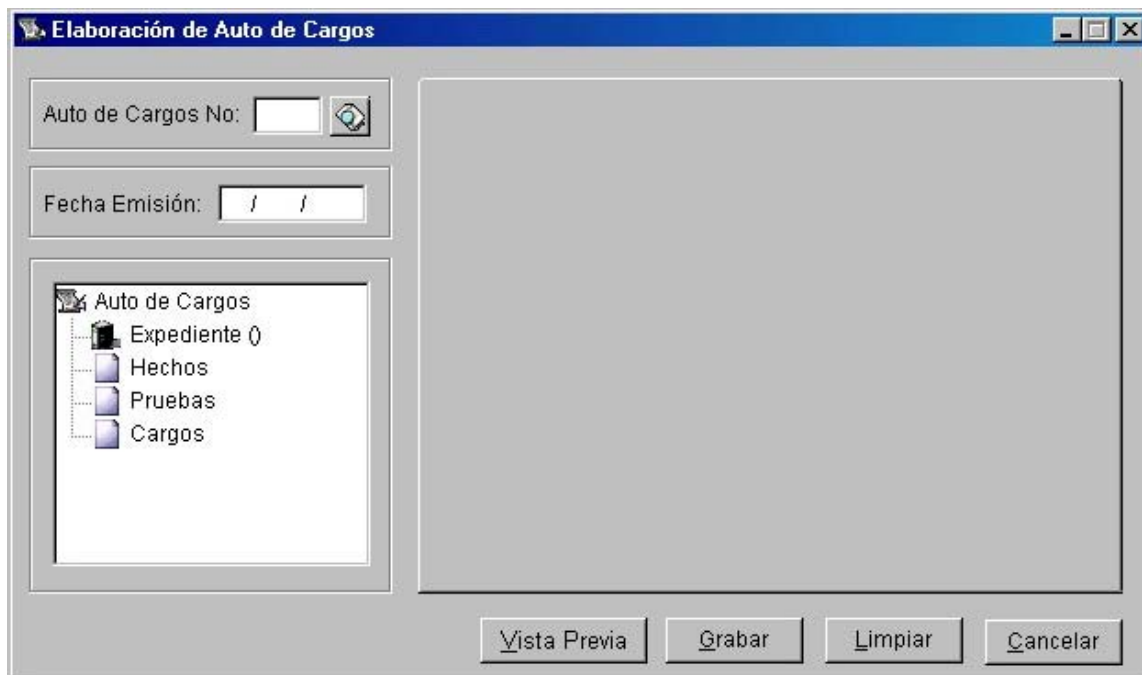 Elaboración de Auto de Cargos
Auto de Cargos No:
Fecha Emisión: / /
Auto de Cargos
Expediente ()
Hechos
Pruebas
Cargos
Vista Previa Grabar Limpiar Cancelar